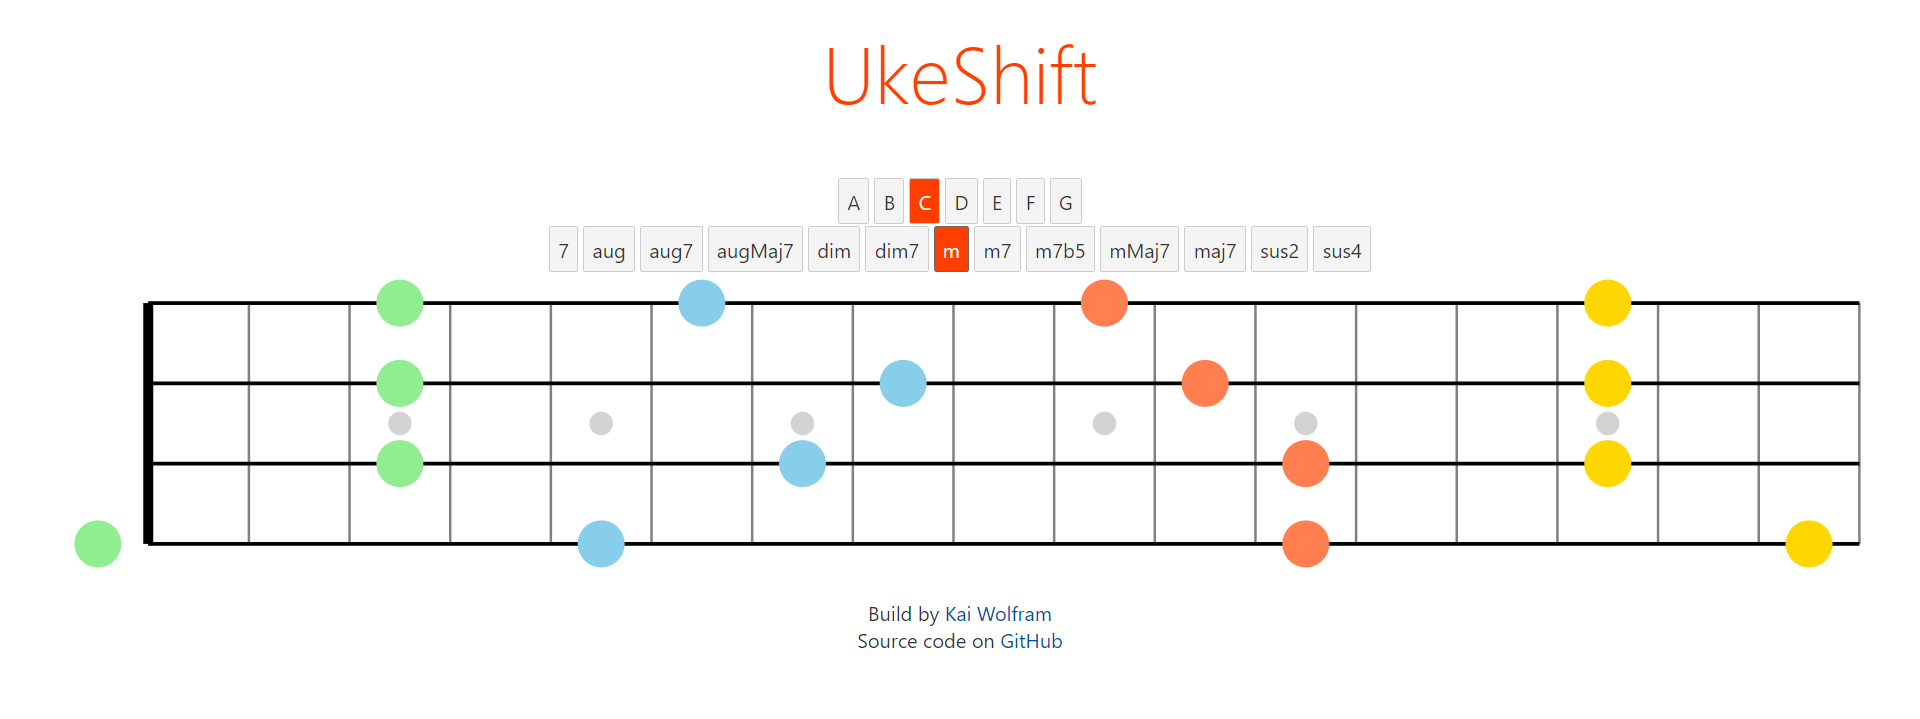 UkeShift
A B C D E F G
7 aug aug7 augMaj7 dim dim7 m m7 m7b5 mMaj7 maj7 sus2 sus4
Build by Kai Wolfram
Source code on GitHub